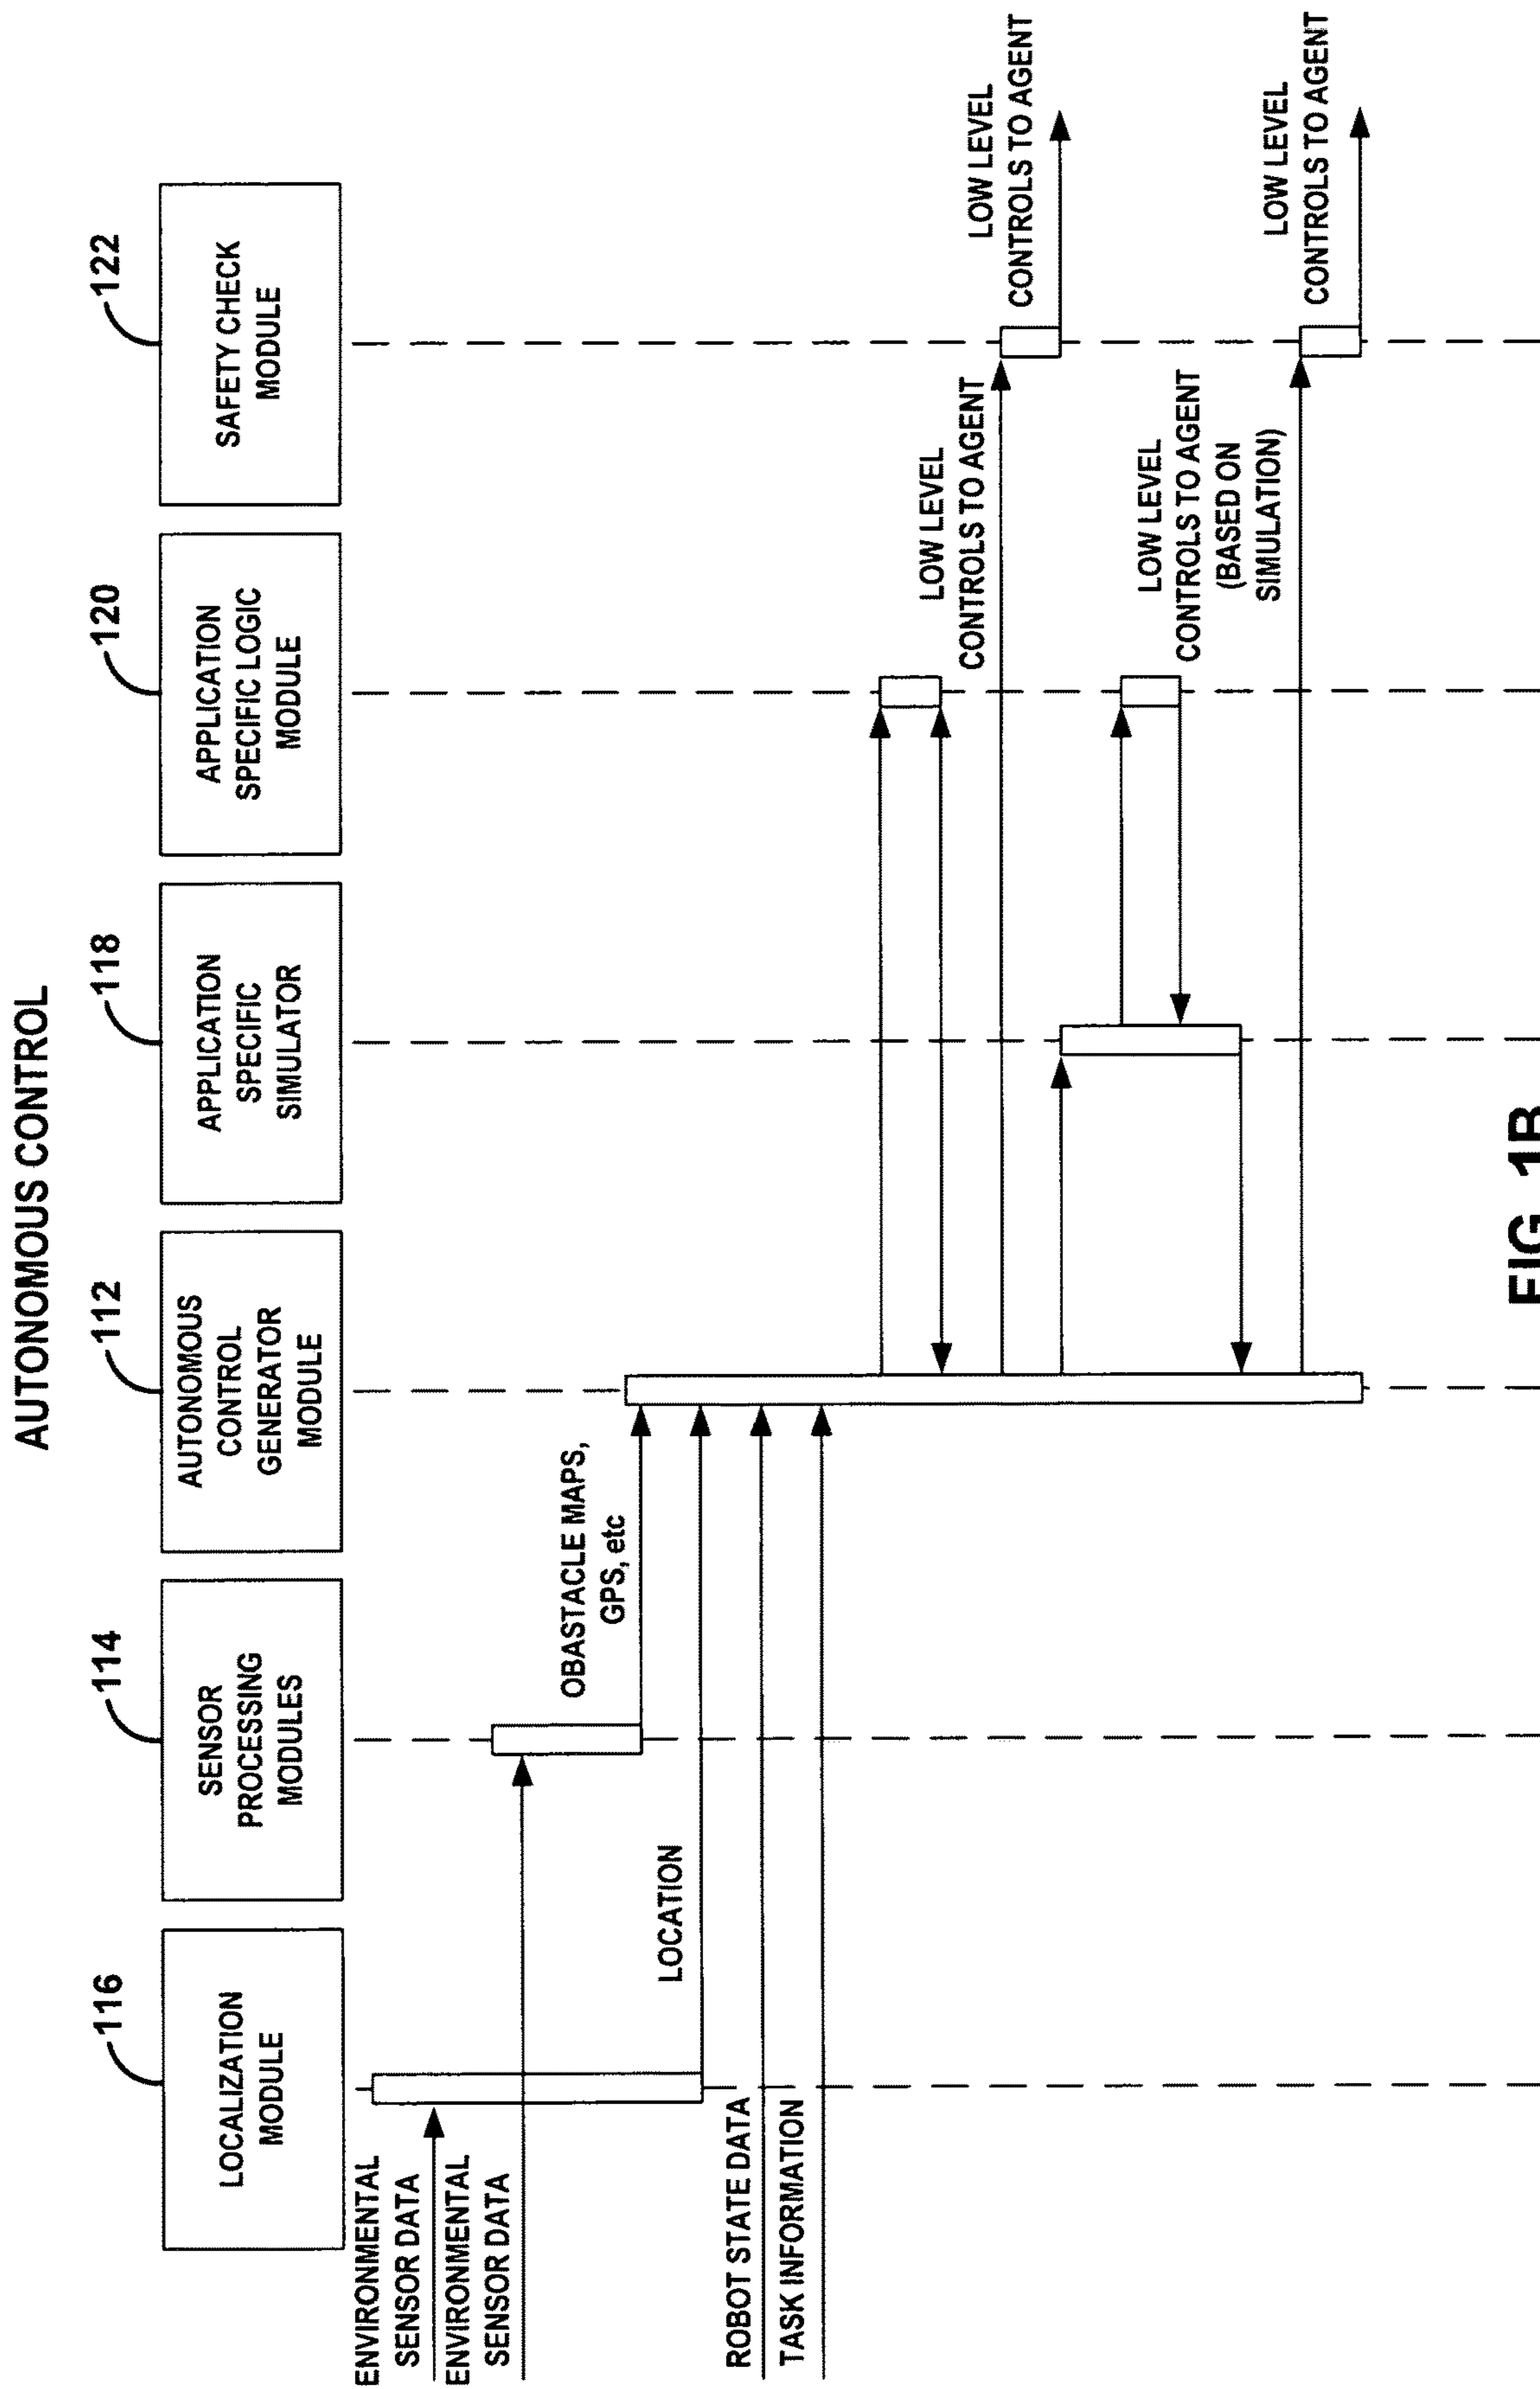 AUTONOMOUS CONTROL
116
114
112
118
120
122
LOCALIZATION
MODULE
SENSOR
PROCESSING
MODULES
AUTONOMOUS
CONTROL
GENERATOR
MODULE
APPLICATION
SPECIFIC
SIMULATOR
APPLICATION
SPECIFIC LOGIC
MODULE
SAFETY CHECK
MODULE
ENVIRONMENTAL
SENSOR DATA
ENVIRONMENTAL
SENSOR DATA
OBASTACLE MAPS,
GPS, etc
LOCATION
ROBOT STATE DATA
TASK INFORMATION
LOW LEVEL
CONTROLS TO AGENT
LOW LEVEL
CONTROLS TO AGENT
LOW LEVEL
CONTROLS TO AGENT
(BASED ON
SIMULATION)
LOW LEVEL
CONTROLS TO AGENT
FIG. 1B